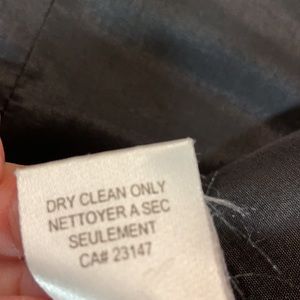 DRY CLEAN ONLY
NETTOYER A SEC
SEULEMENT
CA# 23147